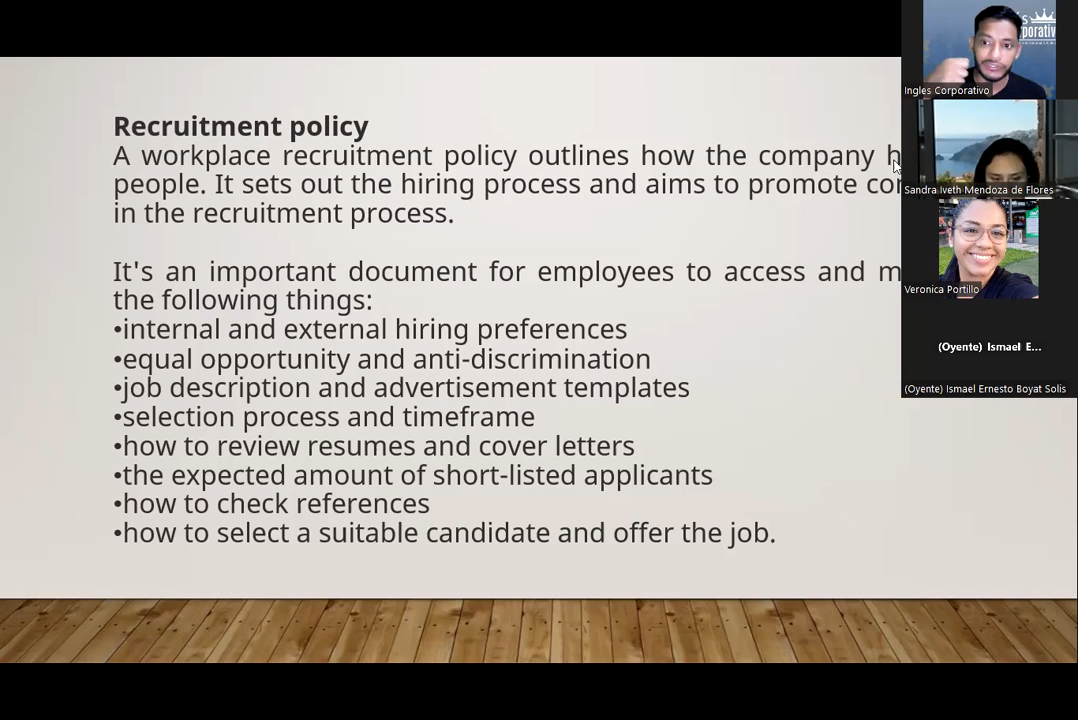 Recruitment policy
A workplace recruitment policy outlines how the company
people. It sets out the hiring process and aims to promote
in the recruitment process.
It's an important document for employees to access and
the following things:
•internal and external hiring preferences
•equal opportunity and anti-discrimination
•job description and advertisement templates
•selection process and timeframe
•how to review resumes and cover letters
•the expected amount of short-listed applicants
•how to check references
•how to select a suitable candidate and offer the job.
Ingles Corporativo
Sandra Iveth Mendoza de Flores
Veronica Portillo
(Oyente) Ismael E...
(Oyente) Ismael Ernesto Boyat Solis